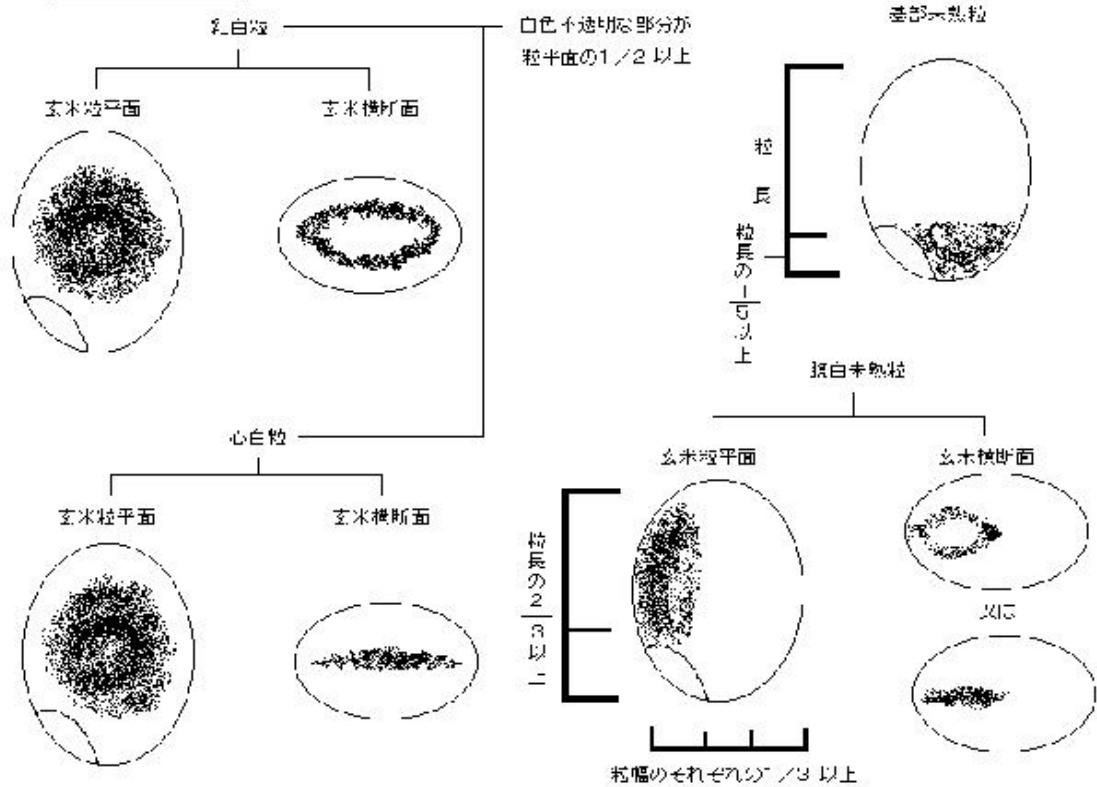 乳白粒
白色不透明な部分が
粒平面の1/2以上
玄米粒平面
玄米横断面
基部未熟粒
粒長
粒長の1/5以上
心白粒
玄米粒平面
玄米横断面
腹白未熟粒
玄米粒平面
玄米横断面
粒長の2/3以上
又は
粒幅のそれぞれの1/3以上